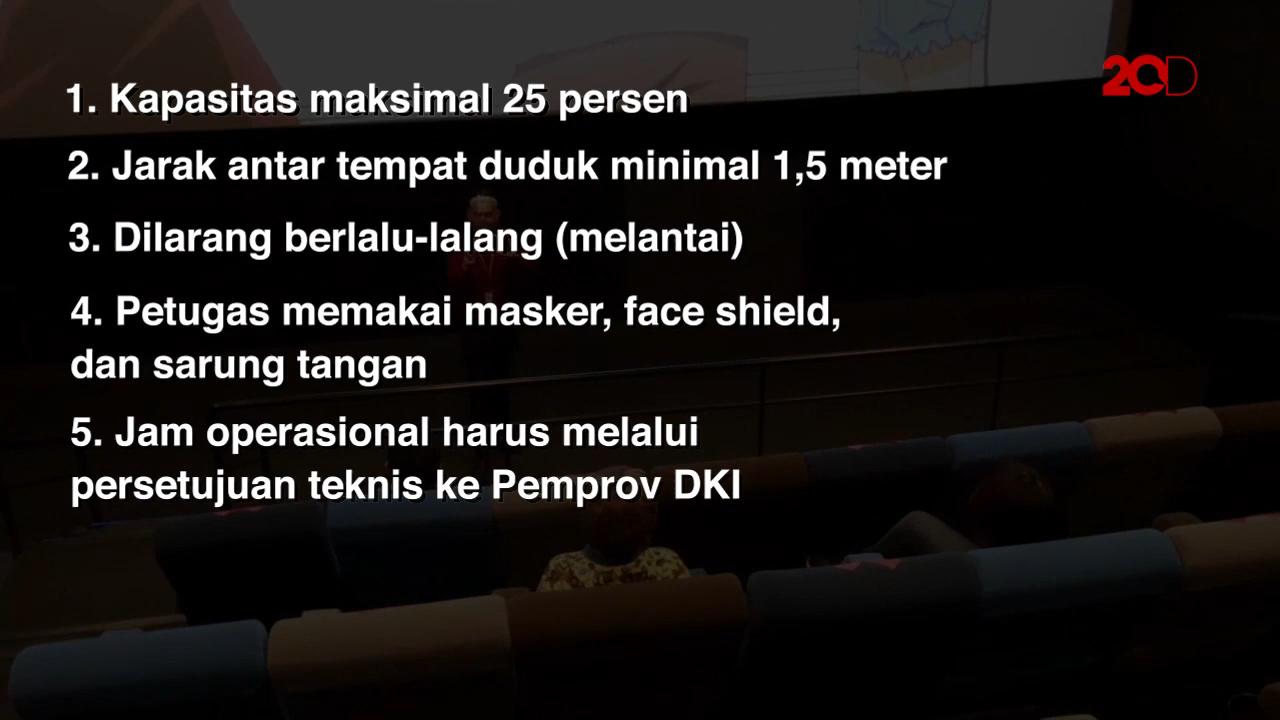 20D
1. Kapasitas maksimal 25 persen
2. Jarak antar tempat duduk minimal 1,5 meter
3. Dilarang berlalu-lalang (melantai)
4. Petugas memakai masker, face shield,
dan sarung tangan
5. Jam operasional harus melalui
persetujuan teknis ke Pemprov DKI